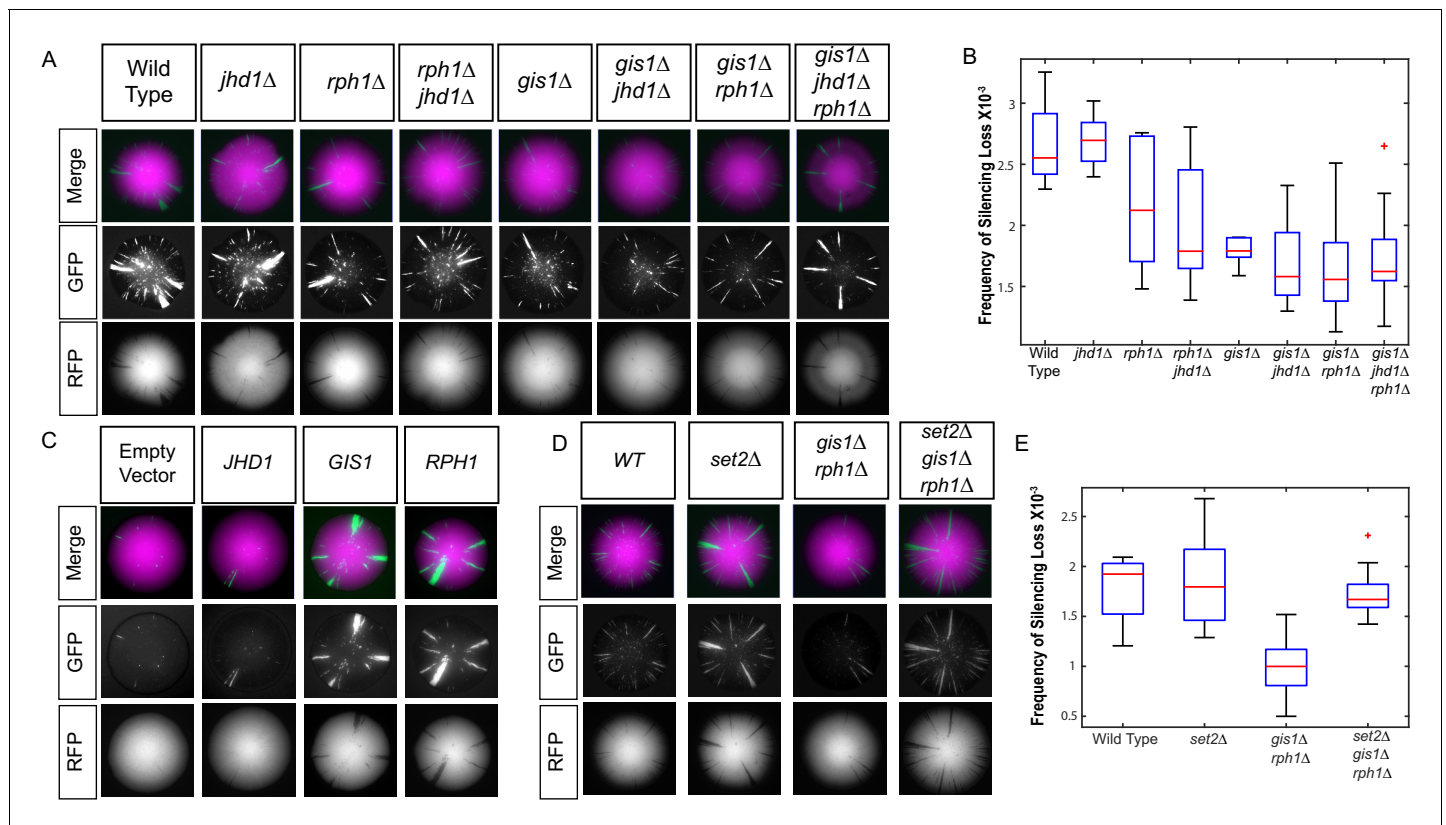 A
Wild
Type
jhd1Δ
rph1Δ
rph1Δ
jhd1Δ
gis1Δ
gis1Δ
jhd1Δ
gis1Δ
rph1Δ
gis1Δ
jhd1Δ
rph1Δ
Merge
GFP
RFP
B
Frequency of Silencing Loss X10⁻³
3
2.5
2
1.5
Wild
Type
jhd1Δ
rph1Δ
rph1Δ
jhd1Δ
gis1Δ
gis1Δ
jhd1Δ
gis1Δ
rph1Δ
gis1Δ
jhd1Δ
rph1Δ
C
Empty
Vector
JHD1
GIS1
RPH1
Merge
GFP
RFP
D
WT
set2Δ
gis1Δ
rph1Δ
set2Δ
gis1Δ
rph1Δ
Merge
GFP
RFP
E
Frequency of Silencing Loss X10⁻³
2.5
2
1.5
1
0.5
Wild Type
set2Δ
gis1Δ
rph1Δ
set2Δ
gis1Δ
rph1Δ